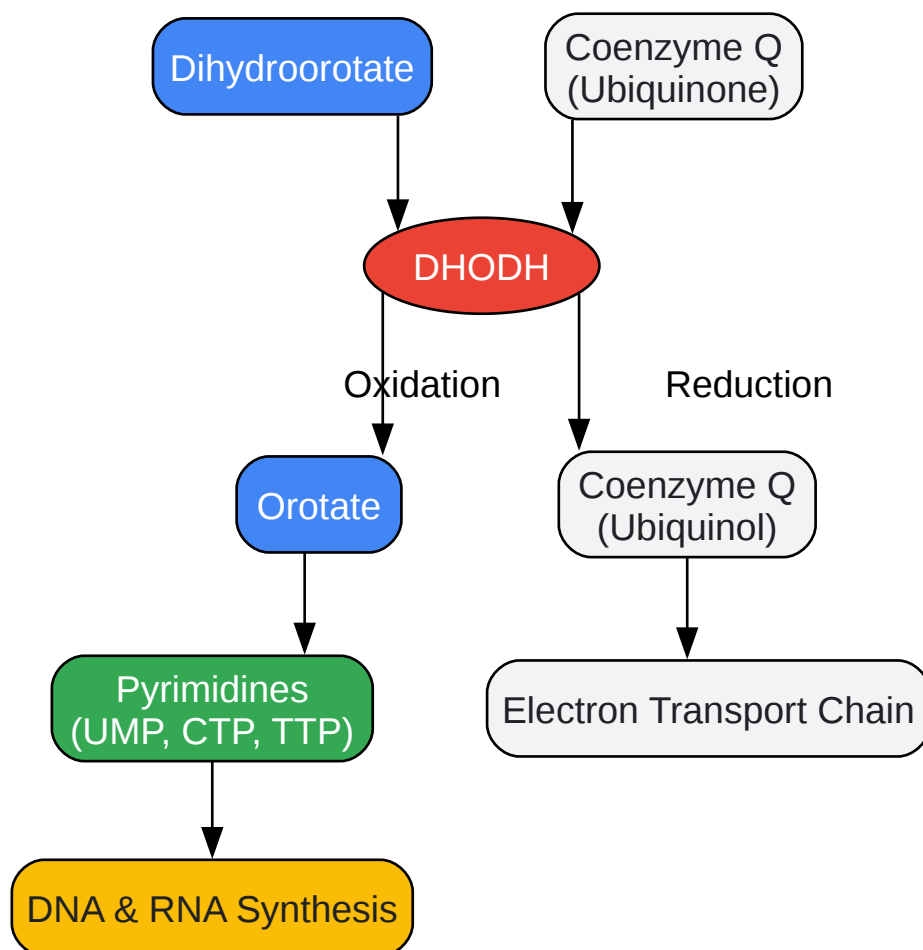 Dihydroorotate
Coenzyme Q
(Ubiquinone)
DHODH
Oxidation
Reduction
Orotate
Coenzyme Q
(Ubiquinol)
Pyrimidines
(UMP, CTP, TTP)
Electron Transport Chain
DNA & RNA Synthesis